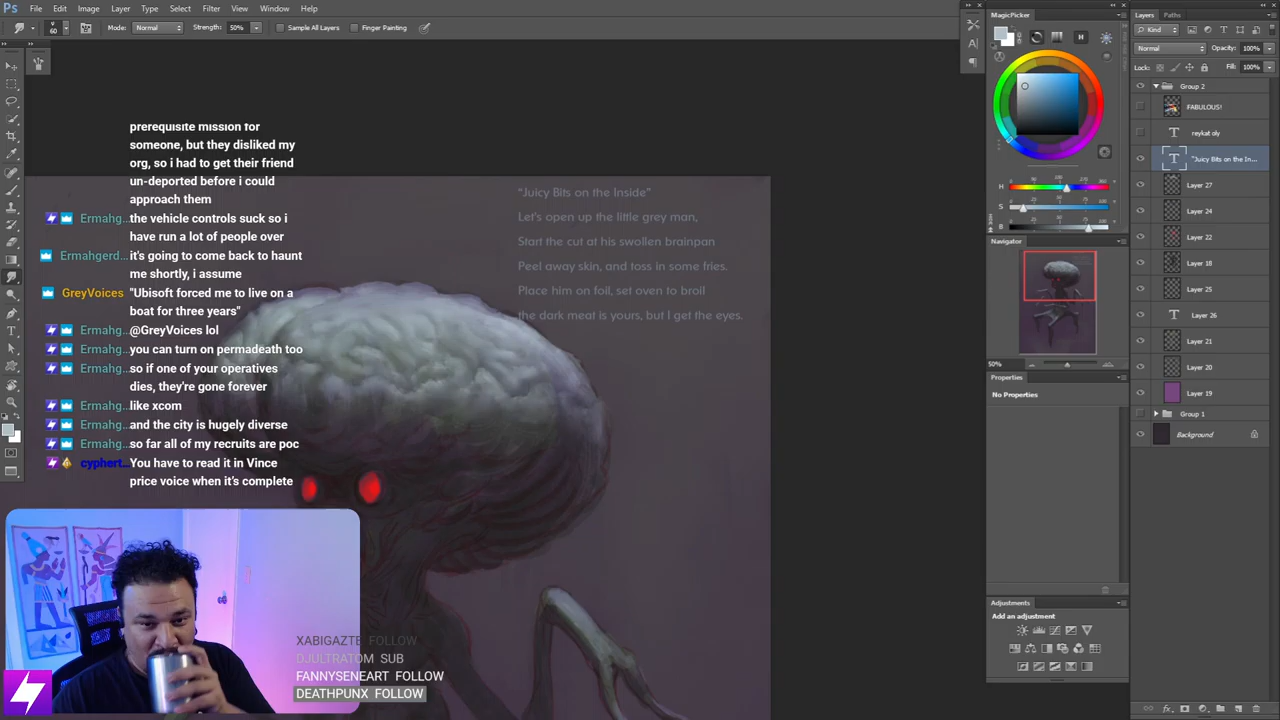 Ps File Edit Image Layer Type Select Filter View Window Help
60 Mode: Normal Strength: 50% Sample All Layers Finger Painting
prerequisite mission for
someone, but they disliked my
org, so i had to get their friend
un-deported before i could
approach them
Ermahg... the vehicle controls suck so i
have run a lot of people over
Ermahgerd... it's going to come back to haunt
me shortly, i assume
GreyVoices "Ubisoft forced me to live on a
boat for three years"
Ermahg... @GreyVoices lol
Ermahg... you can turn on permadeath too
Ermahg... so if one of your operatives
dies, they're gone forever
Ermahg... like xcom
Ermahg... and the city is hugely diverse
Ermahg... so far all of my recruits are poc
cyphert... You have to read it in Vince
price voice when it's complete
"Juicy Bits on the Inside"
Let's open up the little grey man,
Start the cut at his swollen brainpan
Peel away skin, and toss in some fries.
Place him on foil, set oven to broil
the dark meat is yours, but I get the eyes.
XABIGAZTE FOLLOW
DJULTRATOM SUB
FANNYSENEART FOLLOW
DEATHPUNX FOLLOW
MagicPicker
H
H
S
B
Navigator
50%
Properties
No Properties
Adjustments
Add an adjustment
Layers Paths
Kind
Normal Opacity: 100%
Lock: Fill: 100%
Group 2
FABULOUS!
reykat oly
"Juicy Bits on the In...
Layer 27
Layer 24
Layer 22
Layer 18
Layer 25
Layer 26
Layer 21
Layer 20
Layer 19
Group 1
Background